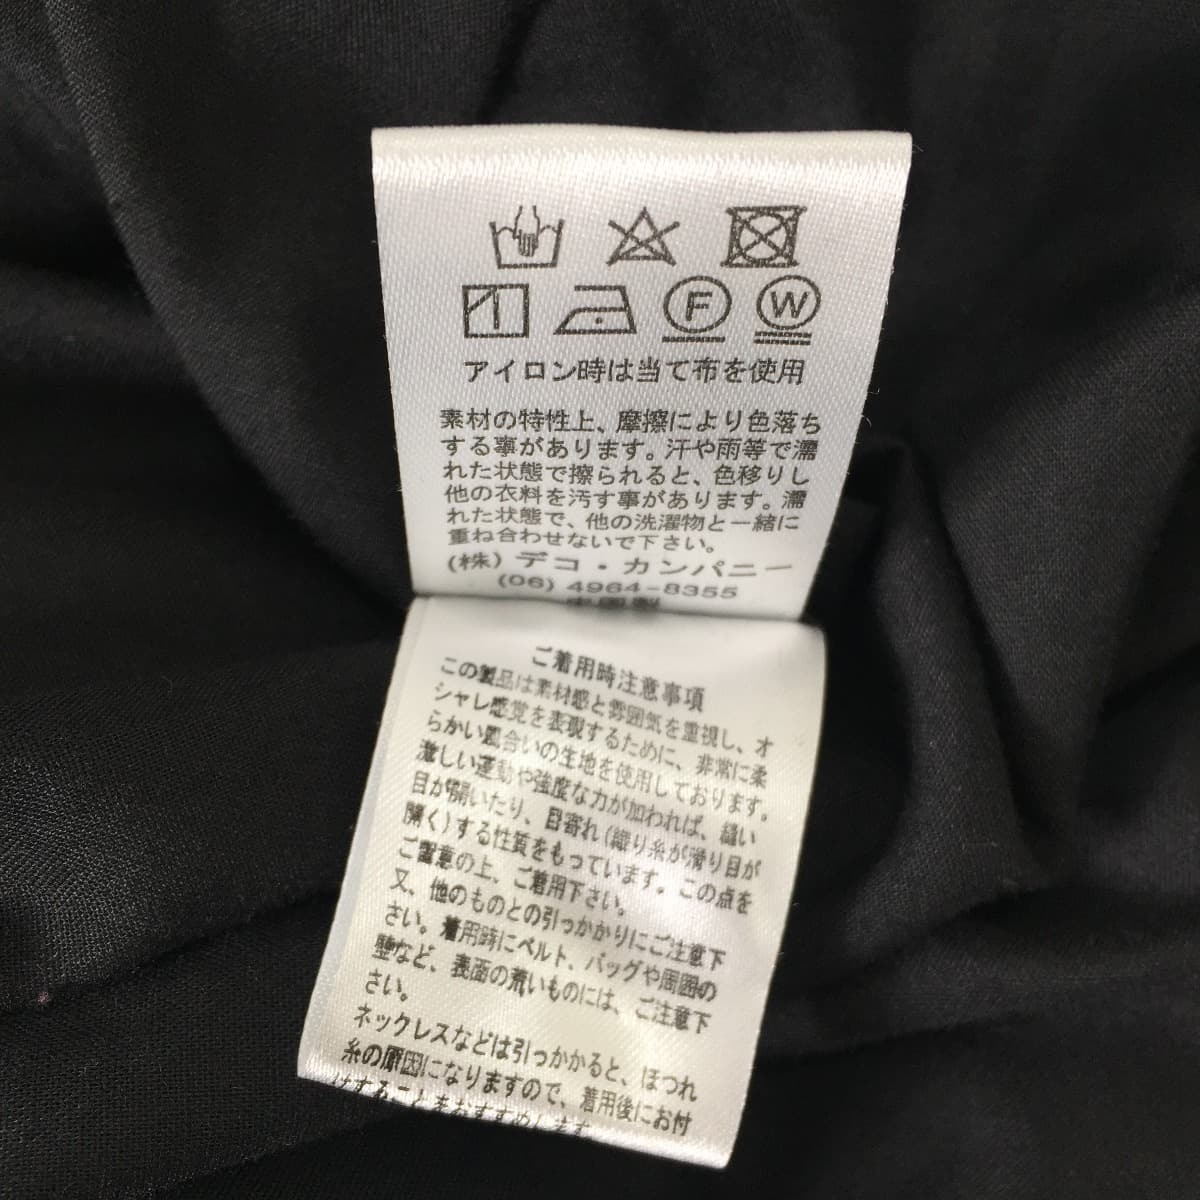 F W
アイロン時は当て布を使用
素材の特性上、摩擦により色落ち
する事があります。汗や雨等で濡
れた状態で擦られると、色移りし
他の衣料を汚す事があります。濡
れた状態で、他の洗濯物と一緒に
重ね合わせないで下さい。
(株)デコ・カンパニー
(06) 4964-8355
中国製
ご着用時注意事項
この製品は素材感と雰囲気を重視し、オ
シャレ感覚を表現するために、非常に柔
らかい風合いの生地を使用しております。
激しい運動や強度な力が加われば、縫い
目が開いたり、目寄れ(織り糸が滑り目が
開く)する性質をもっています。この点を
ご留意の上、ご着用下さい。
又、他のものとの引っかかりにご注意下
さい。着用時にベルト、バッグや周囲の
壁など、表面の荒いものには、ご注意下
さい。
ネックレスなどは引っかかると、ほつれ
糸の原因になりますので、着用後にお付
けすることをおすすめします